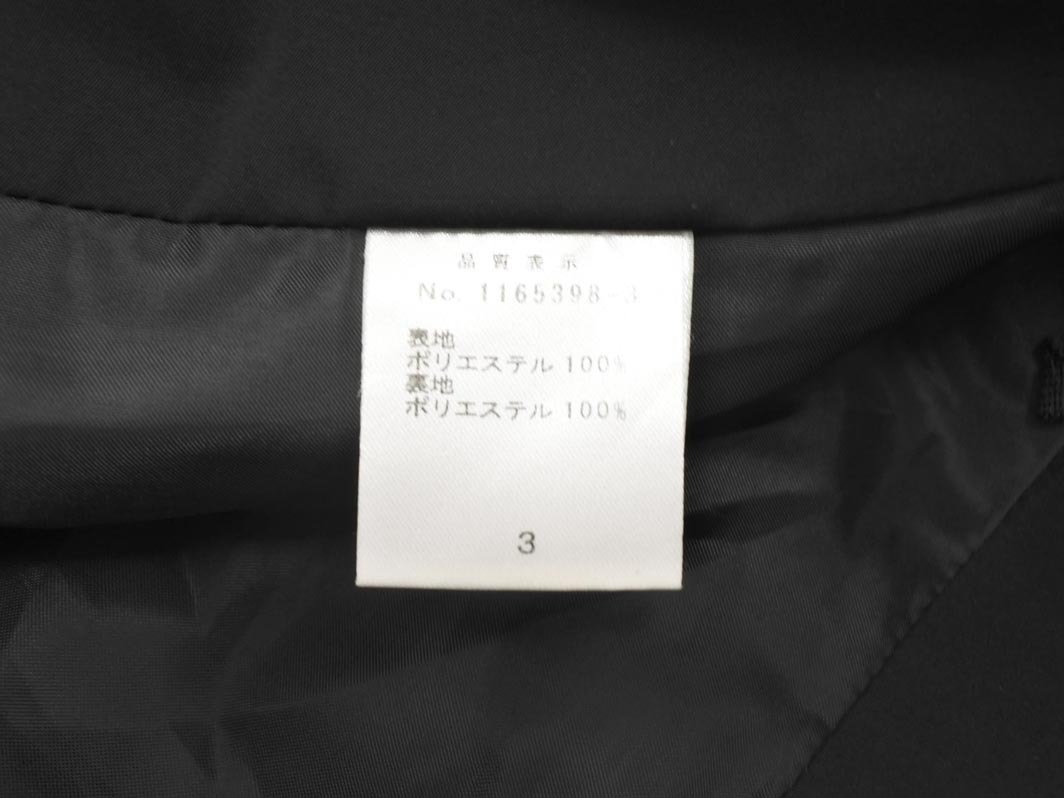 品質表示
No. 1165398-3
表地
ポリエステル 100%
裏地
ポリエステル 100%
3